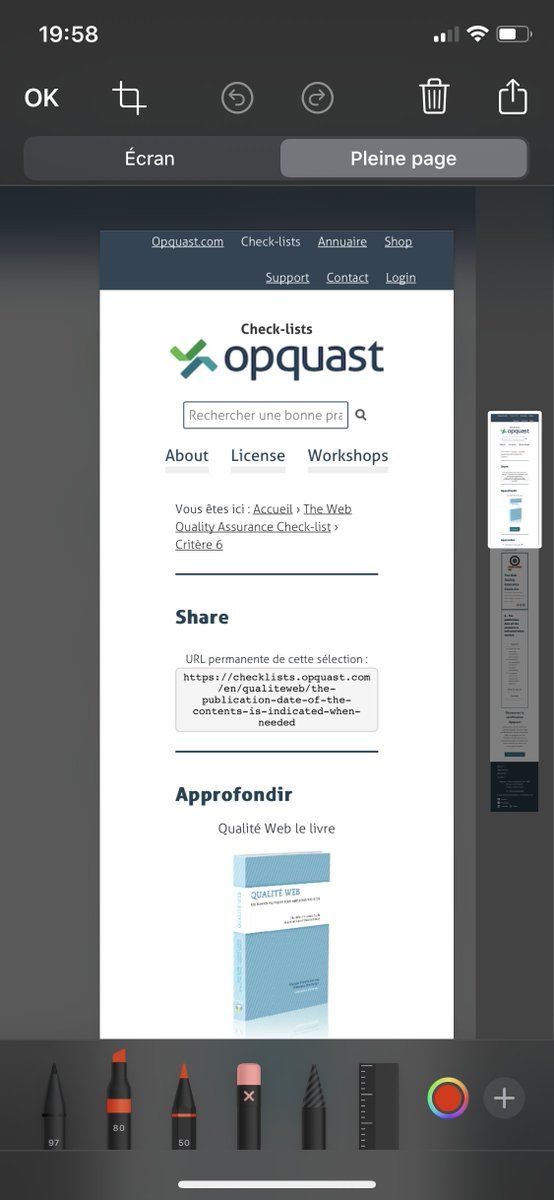 19:58
OK
Écran Pleine page
Opquast.com Check-lists Annuaire Shop
Support Contact Login
Check-lists
opquast
Rechercher une bonne pra
About License Workshops
Vous êtes ici : Accueil › The Web
Quality Assurance Check-list ›
Critère 6
Share
URL permanente de cette sélection :
https://checklists.opquast.com
/en/qualiteweb/the-
publication-date-of-the-
contents-is-indicated-when-
needed
Approfondir
Qualité Web le livre
QUALITÉ WEB
QUALITÉ WEB
97 80 50